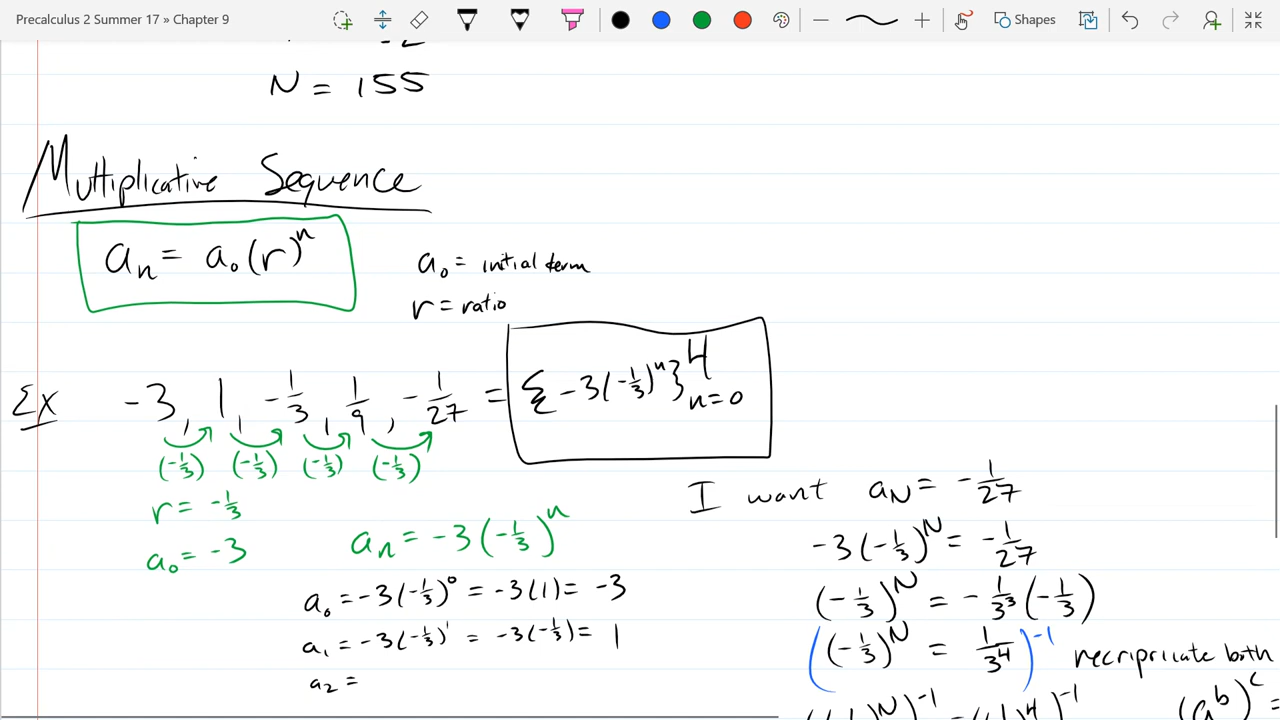 Precalculus 2 Summer 17 » Chapter 9
Shapes
N = 155
Multiplicative Sequence
aₙ = a₀(r)ⁿ
a₀ = initial term
r = ratio
Ex -3, 1, -1/3, 1/9, -1/27 = {-3(-1/3)ⁿ}⁴ₙ₌₀
(-1/3) (-1/3) (-1/3) (-1/3)
r = -1/3
a₀ = -3
aₙ = -3(-1/3)ⁿ
a₀ = -3(-1/3)⁰ = -3(1) = -3
a₁ = -3(-1/3)¹ = -3(-1/3) = 1
a₂ =
I want a_N = -1/27
-3(-1/3)^N = -1/27
(-1/3)^N = -1/3³(-1/3)
((-1/3)^N = 1/3⁴)⁻¹ recripricate both
(a^b)^c =